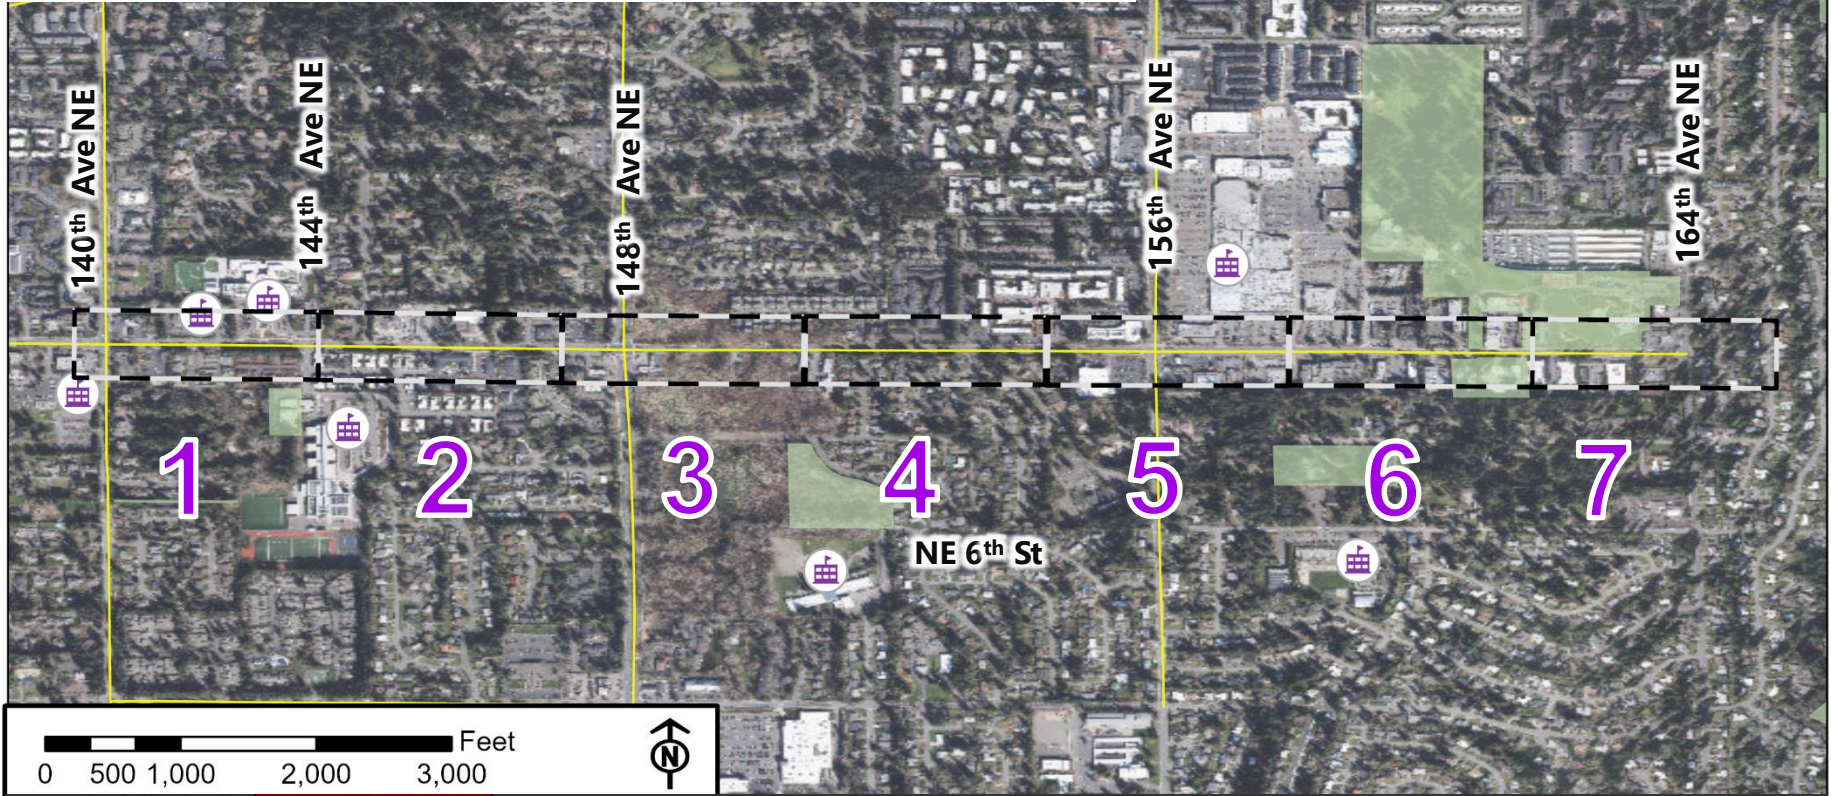 140th Ave NE
144th Ave NE
148th Ave NE
156th Ave NE
164th Ave NE
1
2
3
4
5
6
7
NE 6th St
Feet
0 500 1,000 2,000 3,000
N